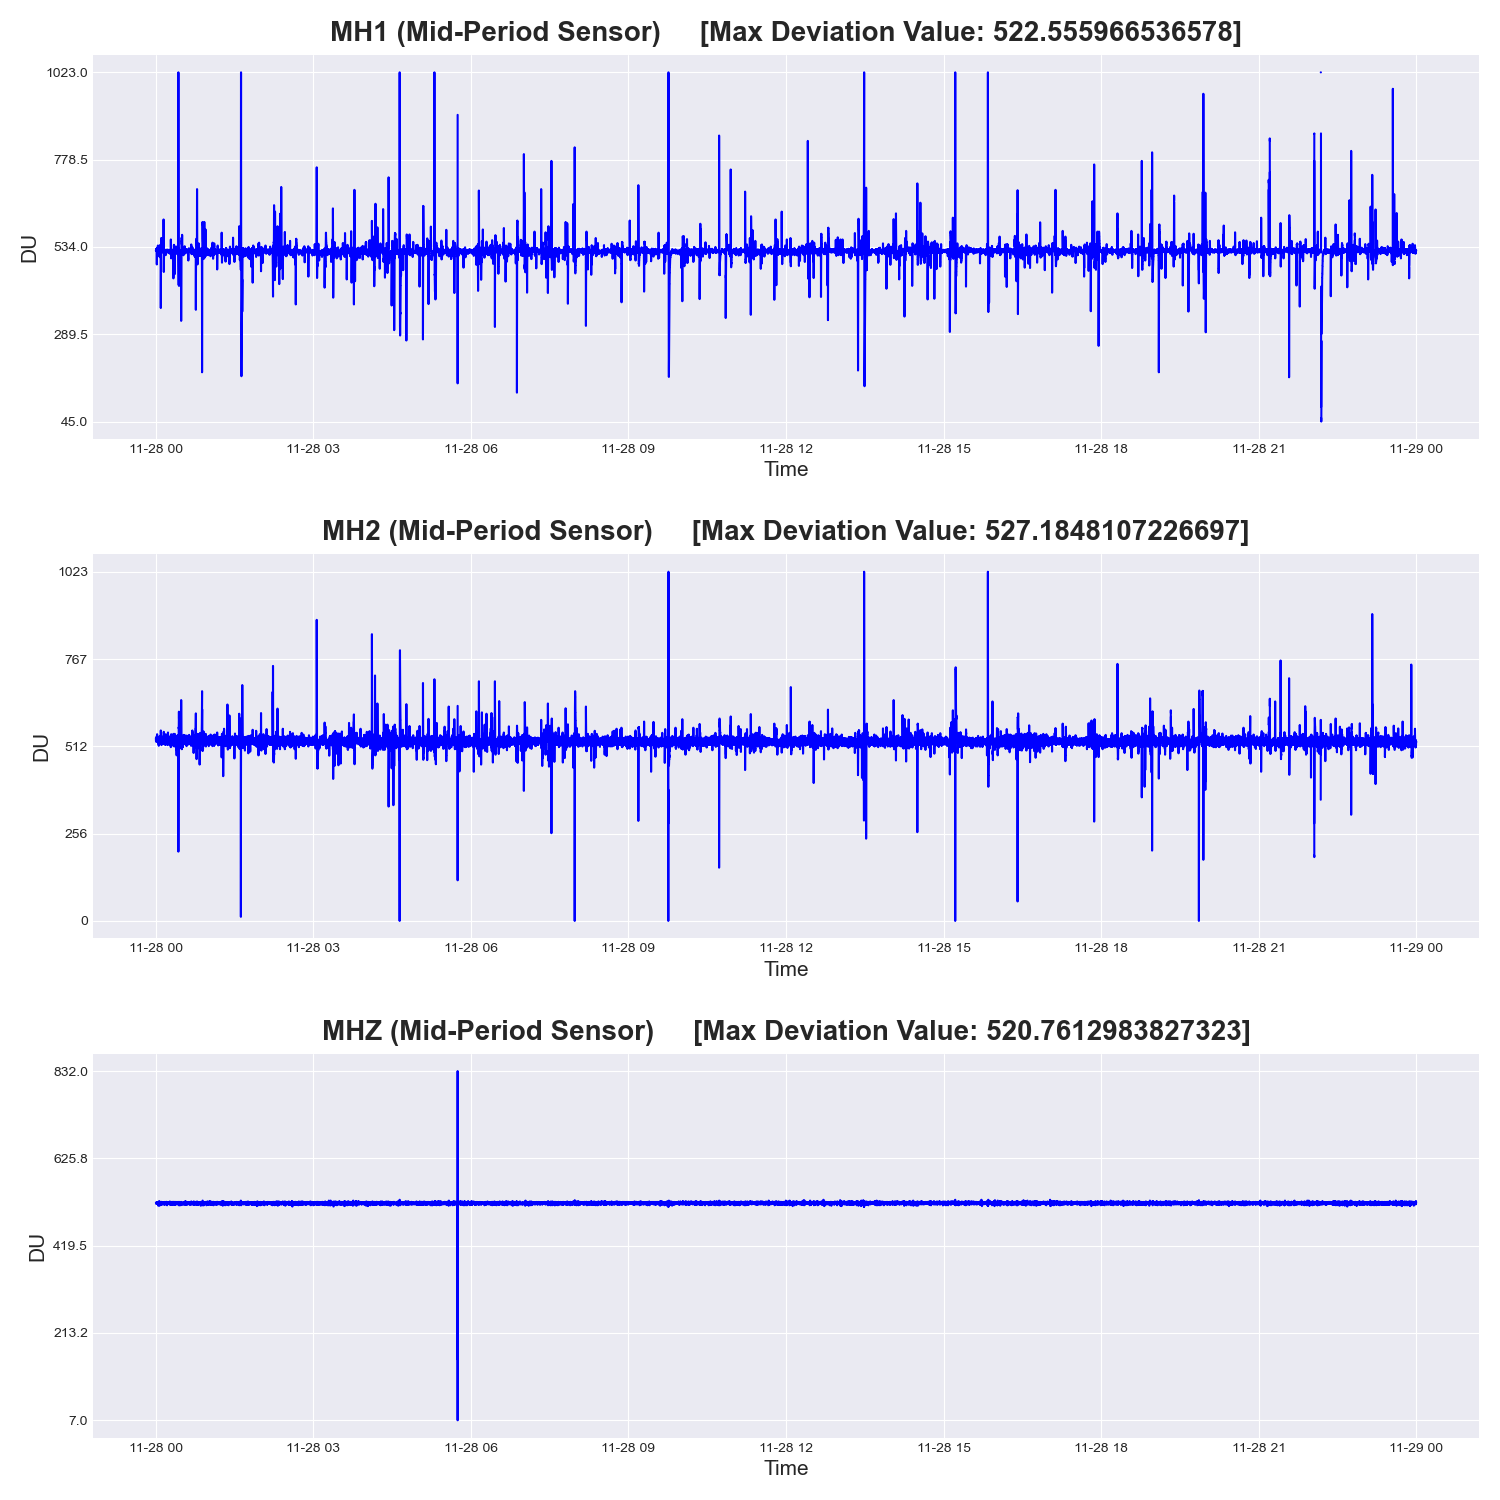 MH1 (Mid-Period Sensor) [Max Deviation Value: 522.555966536578]
1023.0
778.5
534.0
289.5
45.0
DU
11-28 00 11-28 03 11-28 06 11-28 09 11-28 12 11-28 15 11-28 18 11-28 21 11-29 00
Time
MH2 (Mid-Period Sensor) [Max Deviation Value: 527.1848107226697]
1023
767
512
256
0
DU
11-28 00 11-28 03 11-28 06 11-28 09 11-28 12 11-28 15 11-28 18 11-28 21 11-29 00
Time
MHZ (Mid-Period Sensor) [Max Deviation Value: 520.7612983827323]
832.0
625.8
419.5
213.2
7.0
DU
11-28 00 11-28 03 11-28 06 11-28 09 11-28 12 11-28 15 11-28 18 11-28 21 11-29 00
Time